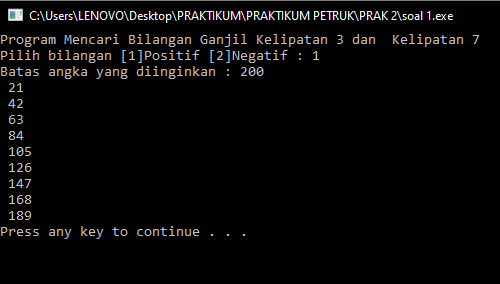 C:\Users\LENOVO\Desktop\PRAKTIKUM\PRAKTIKUM PETRUK\PRAK 2\soal 1.exe
Program Mencari Bilangan Ganjil Kelipatan 3 dan  Kelipatan 7
Pilih bilangan [1]Positif [2]Negatif : 1
Batas angka yang diinginkan : 200
21
42
63
84
105
126
147
168
189
Press any key to continue . . .